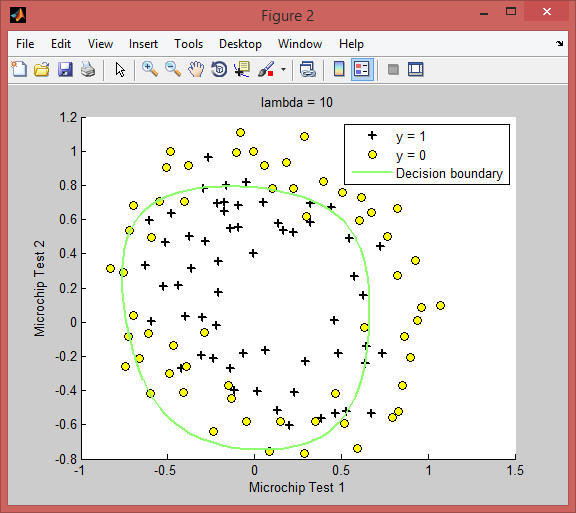 Figure 2
File Edit View Insert Tools Desktop Window Help
lambda = 10
y = 1
y = 0
Decision boundary
1.2
1
0.8
0.6
0.4
0.2
0
-0.2
-0.4
-0.6
-0.8
Microchip Test 2
-1 -0.5 0 0.5 1 1.5
Microchip Test 1